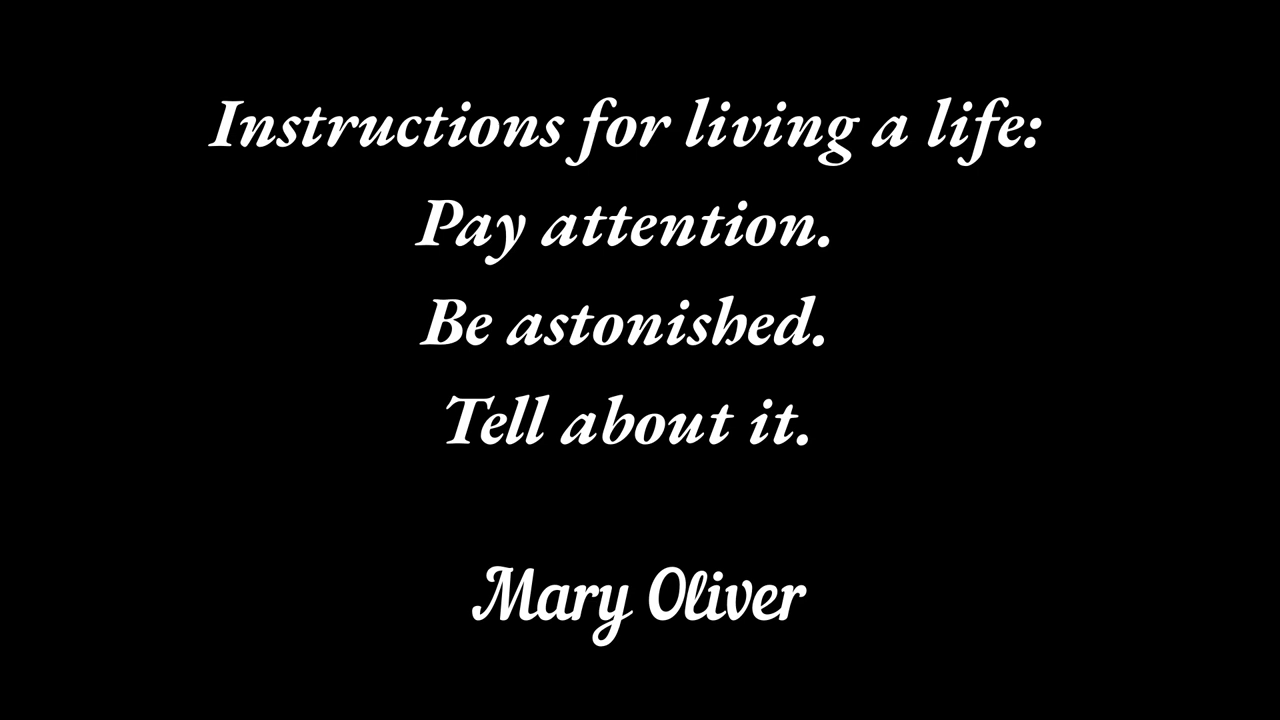 Instructions for living a life:
Pay attention.
Be astonished.
Tell about it.
Mary Oliver